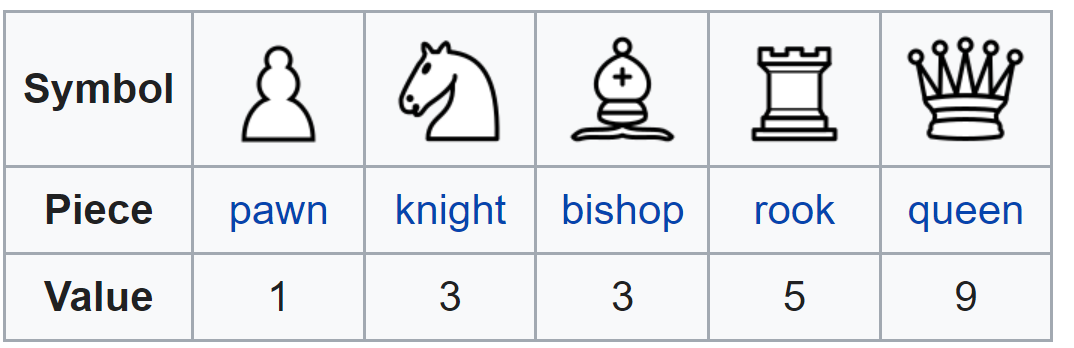 Symbol
Piece pawn knight bishop rook queen
Value 1 3 3 5 9